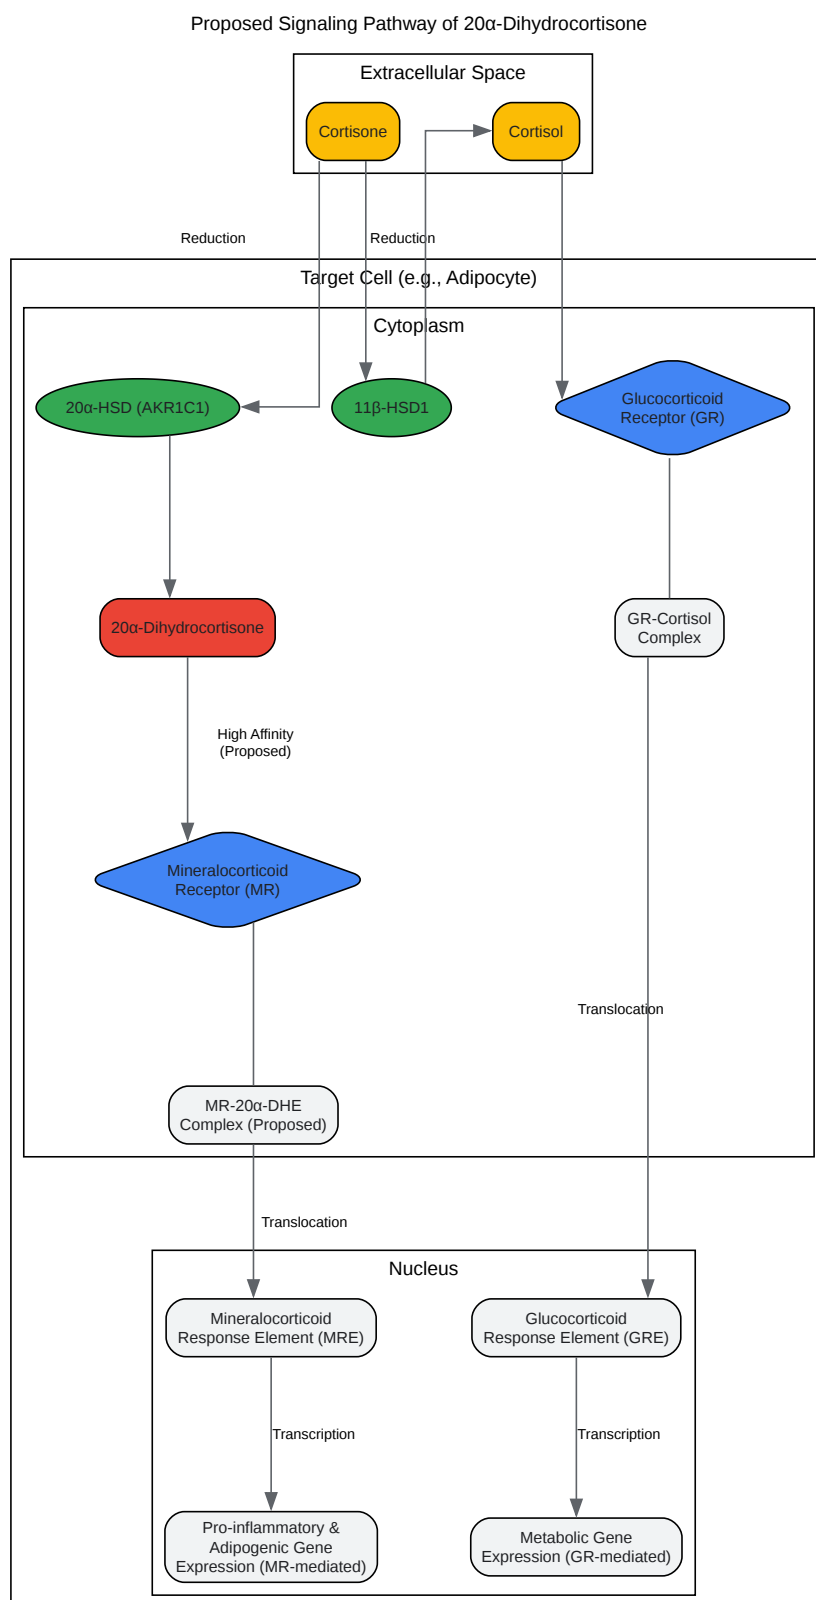 Proposed Signaling Pathway of 20α-Dihydrocortisone
Extracellular Space
Cortisone
Cortisol
Reduction
Reduction
Target Cell (e.g., Adipocyte)
Cytoplasm
20α-HSD (AKR1C1)
11β-HSD1
Glucocorticoid
Receptor (GR)
20α-Dihydrocortisone
GR-Cortisol
Complex
High Affinity
(Proposed)
Mineralocorticoid
Receptor (MR)
Translocation
MR-20α-DHE
Complex (Proposed)
Translocation
Nucleus
Mineralocorticoid
Response Element (MRE)
Glucocorticoid
Response Element (GRE)
Transcription
Transcription
Pro-inflammatory &
Adipogenic Gene
Expression (MR-mediated)
Metabolic Gene
Expression (GR-mediated)